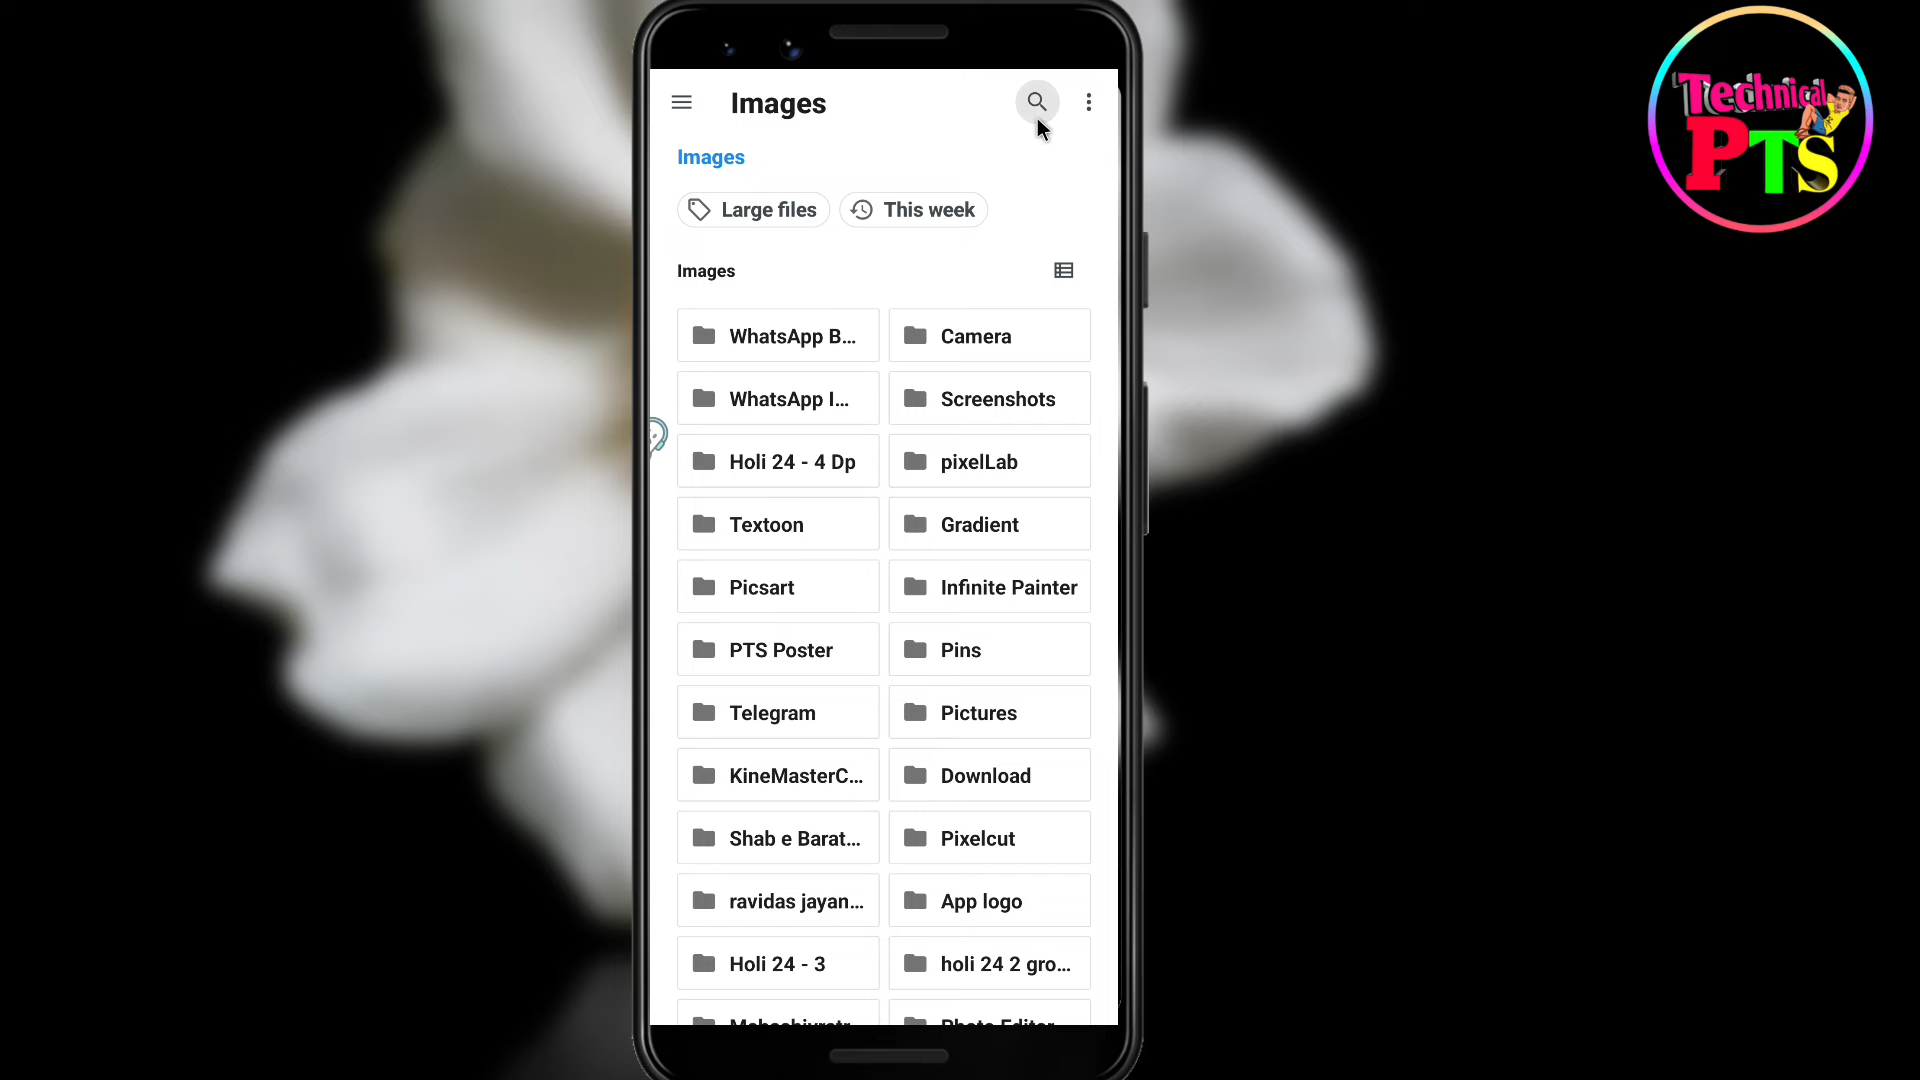 Technical
PTS
Images
Images
Large files
This week
Images
WhatsApp B...
Camera
WhatsApp I...
Screenshots
Holi 24 - 4 Dp
pixelLab
Textoon
Gradient
Picsart
Infinite Painter
PTS Poster
Pins
Telegram
Pictures
KineMasterC...
Download
Shab e Barat...
Pixelcut
ravidas jayan...
App logo
Holi 24 - 3
holi 24 2 gro...
Photo Editor